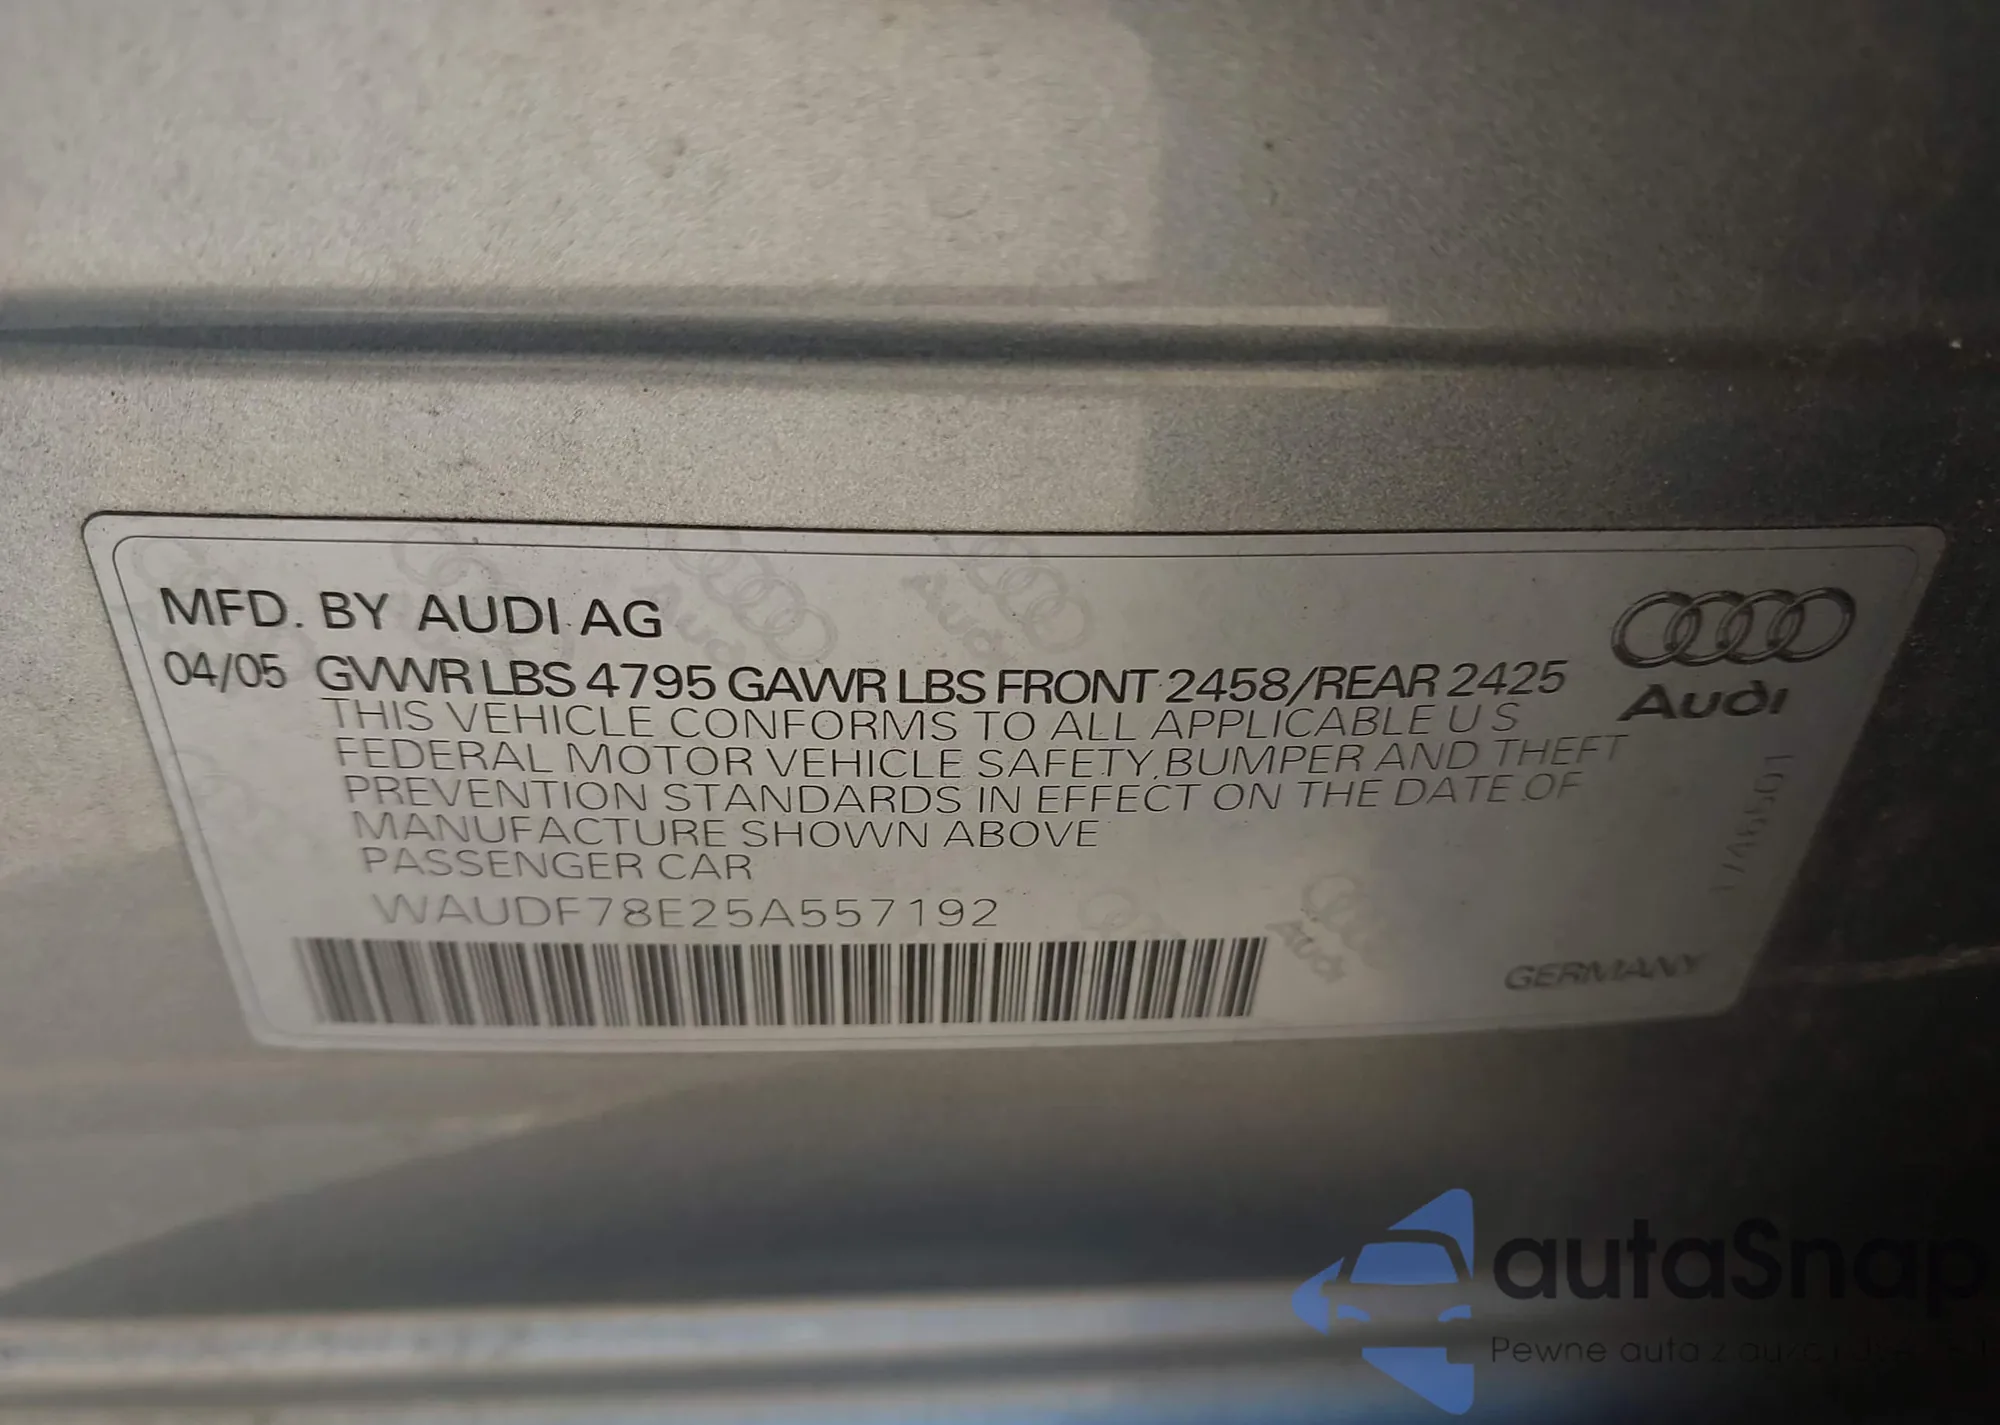 MFD. BY AUDI AG
04/05 GVWR LBS 4795 GAWR LBS FRONT 2458/REAR 2425
THIS VEHICLE CONFORMS TO ALL APPLICABLE U S
FEDERAL MOTOR VEHICLE SAFETY, BUMPER AND THEFT
PREVENTION STANDARDS IN EFFECT ON THE DATE OF
MANUFACTURE SHOWN ABOVE
PASSENGER CAR
WAUDF78E25A557192
Audi
GERMANY
autaSnap
Pewne auta z